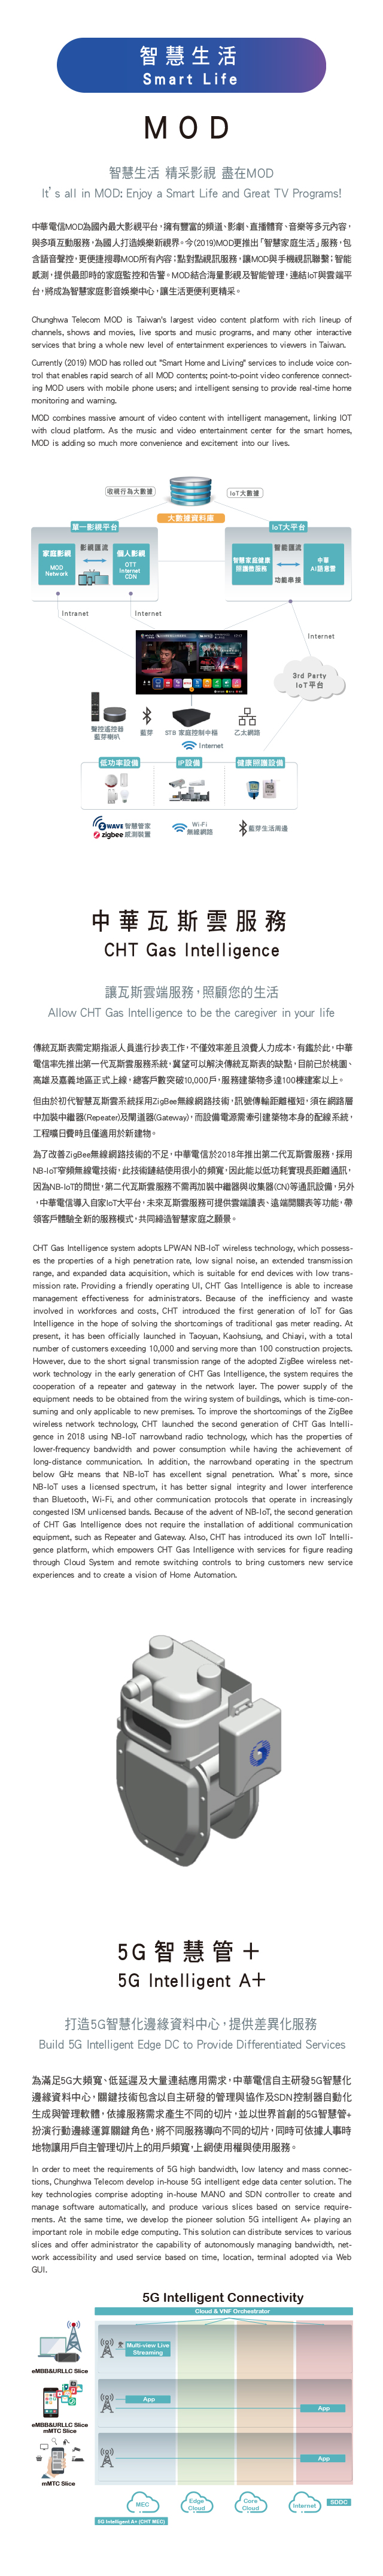 智慧生活
Smart Life
MOD
智慧生活 精采影視 盡在MOD
It's all in MOD: Enjoy a Smart Life and Great TV Programs!
中華電信MOD為國內最大影視平台，擁有豐富的頻道、影劇、直播體育、音樂等多元內容，
與多項互動服務，為國人打造娛樂新視界。今(2019)MOD更推出「智慧家庭生活」服務，包
含語音聲控，更便捷搜尋MOD所有內容；點對點視訊服務，讓MOD與手機視訊聯繫；智能
感測，提供最即時的家庭監控和告警。MOD結合海量影視及智能管理，連結IoT與雲端平
台，將成為智慧家庭影音娛樂中心，讓生活更便利更精采。
Chunghwa Telecom MOD is Taiwan's largest video content platform with rich lineup of
channels, shows and movies, live sports and music programs, and many other interactive
services that bring a whole new level of entertainment experiences to viewers in Taiwan.
Currently (2019) MOD has rolled out "Smart Home and Living" services to include voice con-
trol that enables rapid search of all MOD contents; point-to-point video conference connect-
ing MOD users with mobile phone users; and intelligent sensing to provide real-time home
monitoring and warning.
MOD combines massive amount of video content with intelligent management, linking IOT
with cloud platform. As the music and video entertainment center for the smart homes,
MOD is adding so much more convenience and excitement into our lives.
收視行為大數據
IoT大數據
大數據資料庫
單一影視平台
IoT大平台
家庭影視
MOD
Network
影視匯流
個人影視
OTT
Internet
CDN
智慧家庭健康
照護應服務
智能匯流
功能串接
中華
AI語意雲
Intranet
Internet
Internet
3rd Party
IoT平台
聲控遙控器
藍芽喇叭
藍芽
STB 家庭控制中樞
乙太網路
Internet
低功率設備
IP設備
健康照護設備
Z WAVE
zigbee
智慧管家
感測裝置
Wi-Fi
無線網路
藍芽生活周邊
中華瓦斯雲服務
CHT Gas Intelligence
讓瓦斯雲端服務，照顧您的生活
Allow CHT Gas Intelligence to be the caregiver in your life
傳統瓦斯表需定期指派人員進行抄表工作，不僅效率差且浪費人力成本，有鑑於此，中華
電信率先推出第一代瓦斯雲服務系統，冀望可以解決傳統瓦斯表的缺點，目前已於桃園、
高雄及嘉義地區正式上線，總客戶數突破10,000戶，服務建築物多達100棟建案以上。
但由於初代智慧瓦斯雲系統採用ZigBee無線網路技術，訊號傳輸距離極短，須在網路層
中加裝中繼器(Repeater)及閘道器(Gateway)，而設備電源需牽引建築物本身的配線系統，
工程曠日費時且僅適用於新建物。
為了改善ZigBee無線網路技術的不足，中華電信於2018年推出第二代瓦斯雲服務，採用
NB-IoT窄頻無線電技術，此技術鏈結使用很小的頻寬，因此能以低功耗實現長距離通訊，
因為NB-IoT的問世，第二代瓦斯雲服務不需再加裝中繼器與收集器(CN)等通訊設備，另外
，中華電信導入自家IoT大平台，未來瓦斯雲服務可提供雲端讀表、遠端開關表等功能，帶
領客戶體驗全新的服務模式，共同締造智慧家庭之願景。
CHT Gas Intelligence system adopts LPWAN NB-IoT wireless technology, which possess-
es the properties of a high penetration rate, low signal noise, an extended transmission
range, and expanded data acquisition, which is suitable for end devices with low trans-
mission rate. Providing a friendly operating UI, CHT Gas Intelligence is able to increase
management effectiveness for administrators. Because of the inefficiency and waste
involved in workforces and costs, CHT introduced the first generation of IoT for Gas
Intelligence in the hope of solving the shortcomings of traditional gas meter reading. At
present, it has been officially launched in Taoyuan, Kaohsiung, and Chiayi, with a total
number of customers exceeding 10,000 and serving more than 100 construction projects.
However, due to the short signal transmission range of the adopted ZigBee wireless net-
work technology in the early generation of CHT Gas Intelligence, the system requires the
cooperation of a repeater and gateway in the network layer. The power supply of the
equipment needs to be obtained from the wiring system of buildings, which is time-con-
suming and only applicable to new premises. To improve the shortcomings of the ZigBee
wireless network technology, CHT launched the second generation of CHT Gas Intelli-
gence in 2018 using NB-IoT narrowband radio technology, which has the properties of
lower-frequency bandwidth and power consumption while having the achievement of
long-distance communication. In addition, the narrowband operating in the spectrum
below GHz means that NB-IoT has excellent signal penetration. What's more, since
NB-IoT uses a licensed spectrum, it has better signal integrity and lower interference
than Bluetooth, Wi-Fi, and other communication protocols that operate in increasingly
congested ISM unlicensed bands. Because of the advent of NB-IoT, the second generation
of CHT Gas Intelligence does not require the installation of additional communication
equipment, such as Repeater and Gateway. Also, CHT has introduced its own IoT Intelli-
gence platform, which empowers CHT Gas Intelligence with services for figure reading
through Cloud System and remote switching controls to bring customers new service
experiences and to create a vision of Home Automation.
5G智慧管＋
5G Intelligent A+
打造5G智慧化邊緣資料中心，提供差異化服務
Build 5G Intelligent Edge DC to Provide Differentiated Services
為滿足5G大頻寬、低延遲及大量連結應用需求，中華電信自主研發5G智慧化
邊緣資料中心，關鍵技術包含以自主研發的管理與協作及SDN控制器自動化
生成與管理軟體，依據服務需求產生不同的切片，並以世界首創的5G智慧管+
扮演行動邊緣運算關鍵角色，將不同服務導向不同的切片，同時可依據人事時
地物讓用戶自主管理切片上的用戶頻寬，上網使用權與使用服務。
In order to meet the requirements of 5G high bandwidth, low latency and mass connec-
tions, Chunghwa Telecom develop in-house 5G intelligent edge data center solution. The
key technologies comprise adopting in-house MANO and SDN controller to create and
manage software automatically, and produce various slices based on service require-
ments. At the same time, we develop the pioneer solution 5G intelligent A+ playing an
important role in mobile edge computing. This solution can distribute services to various
slices and offer administrator the capability of autonomously managing bandwidth, net-
work accessibility and used service based on time, location, terminal adopted via Web
GUI.
5G Intelligent Connectivity
Cloud & VNF Orchestrator
Multi-view Live
Streaming
eMBB&URLLC Slice
App
App
eMBB&URLLC Slice
mMTC Slice
App
mMTC Slice
MEC
Edge
Cloud
Core
Cloud
Internet
SDDC
5G Intelligent A+ (CHT MEC)